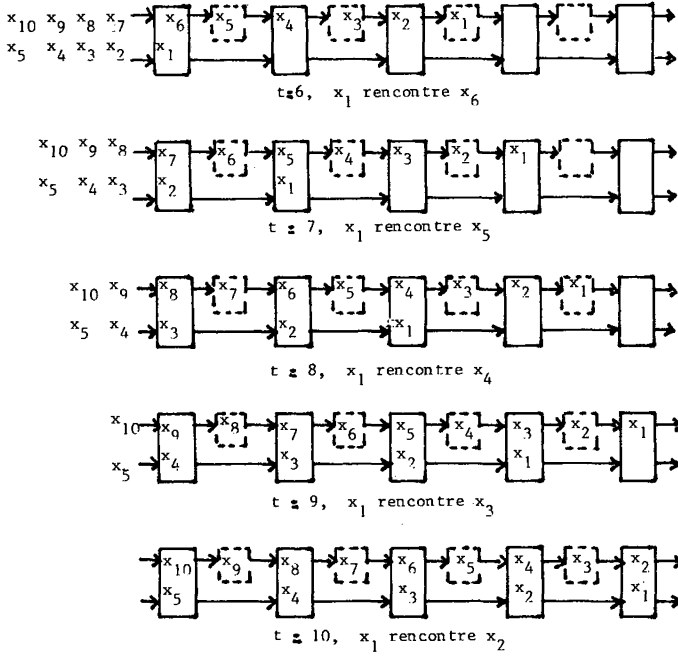 x10 x9 x8 x7 x6 x5 x4 x3 x2 x1
x5 x4 x3 x2 x1
t=6, x1 rencontre x6
x10 x9 x8 x7 x6 x5 x4 x3 x2 x1
x5 x4 x3 x2 x1
t = 7, x1 rencontre x5
x10 x9 x8 x7 x6 x5 x4 x3 x2 x1
x5 x4 x3 x2 x1
t = 8, x1 rencontre x4
x10 x9 x8 x7 x6 x5 x4 x3 x2 x1
x5 x4 x3 x2 x1
t = 9, x1 rencontre x3
x10 x9 x8 x7 x6 x5 x4 x3 x2
x5 x4 x3 x2 x1
t = 10, x1 rencontre x2